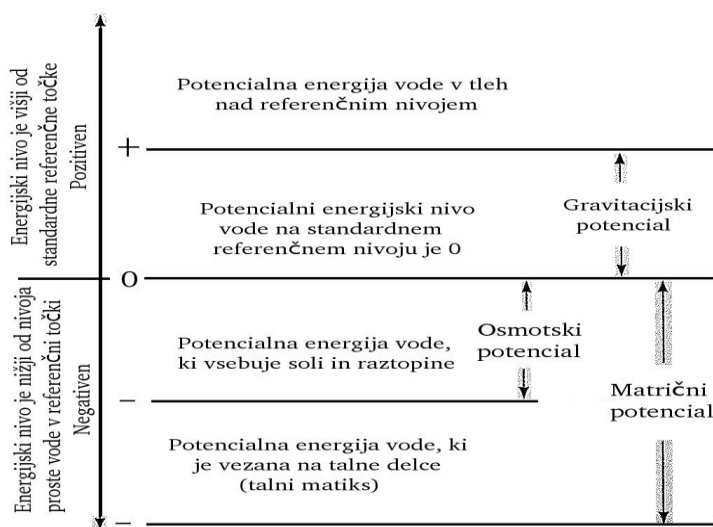 Energijski nivo je višji od
standardne referenčne točke
Pozitiven
Potencialna energija vode v tleh
nad referenčnim nivojem
+
Potencialni energijski nivo
vode na standardnem
referenčnem nivoju je 0
Gravitacijski
potencial
0
Energijski nivo je nižji od nivoja
proste vode v referenčni točki
Negativen
Potencialna energija vode,
ki vsebuje soli in raztopine
Osmotski
potencial
–
Matrični
potencial
Potencialna energija vode, ki
je vezana na talne delce
(talni matiks)
–